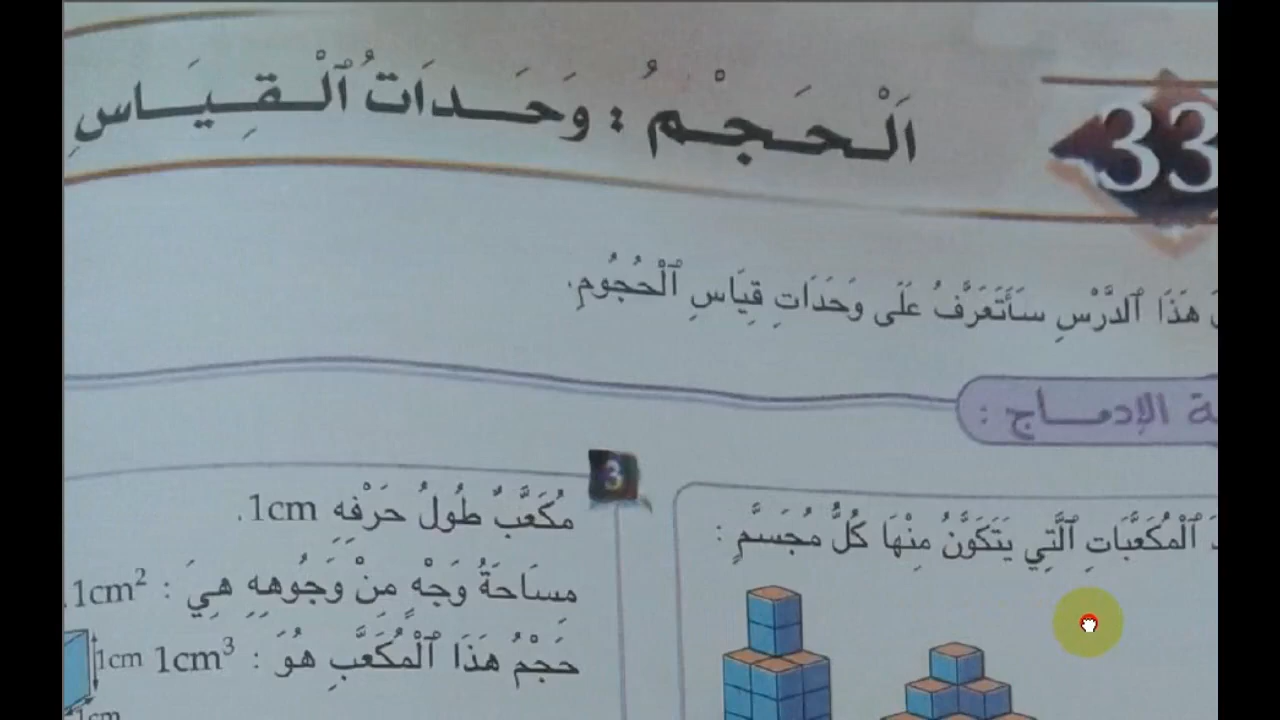 33
اَلْحَجْمُ : وَحَدَاتُ ٱلْقِيَاسِ
هَذَا ٱلدَّرْسِ سَأَتَعَرَّفُ عَلَى وَحَدَاتِ قِيَاسِ ٱلْحُجُومِ.
الإدماج :
ٱلْمُكَعَّبَاتِ ٱلَّتِي يَتَكَوَّنُ مِنْهَا كُلُّ مُجَسَّمٍ :
3
مُكَعَّبٌ طُولُ حَرْفِهِ 1cm.
مِسَاحَةُ وَجْهٍ مِنْ وَجُوهِهِ هِيَ : 1cm².
حَجْمُ هَذَا ٱلْمُكَعَّبِ هُوَ : 1cm³
1cm
1cm